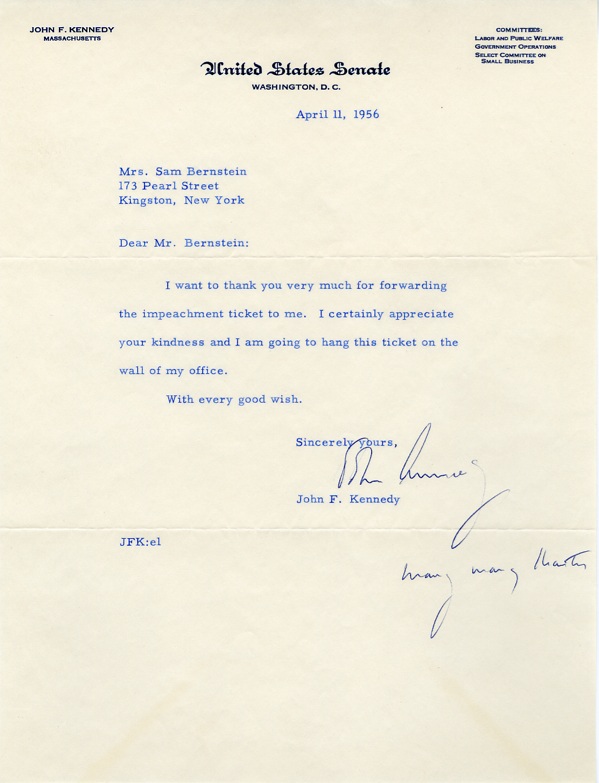 JOHN F. KENNEDY
MASSACHUSETTS
COMMITTEES:
LABOR AND PUBLIC WELFARE
GOVERNMENT OPERATIONS
SELECT COMMITTEE ON
SMALL BUSINESS
United States Senate
WASHINGTON, D. C.
April 11, 1956
Mrs. Sam Bernstein
173 Pearl Street
Kingston, New York
Dear Mr. Bernstein:
I want to thank you very much for forwarding
the impeachment ticket to me. I certainly appreciate
your kindness and I am going to hang this ticket on the
wall of my office.
With every good wish.
Sincerely yours,
John Kennedy
John F. Kennedy
JFK:el
many many thanks